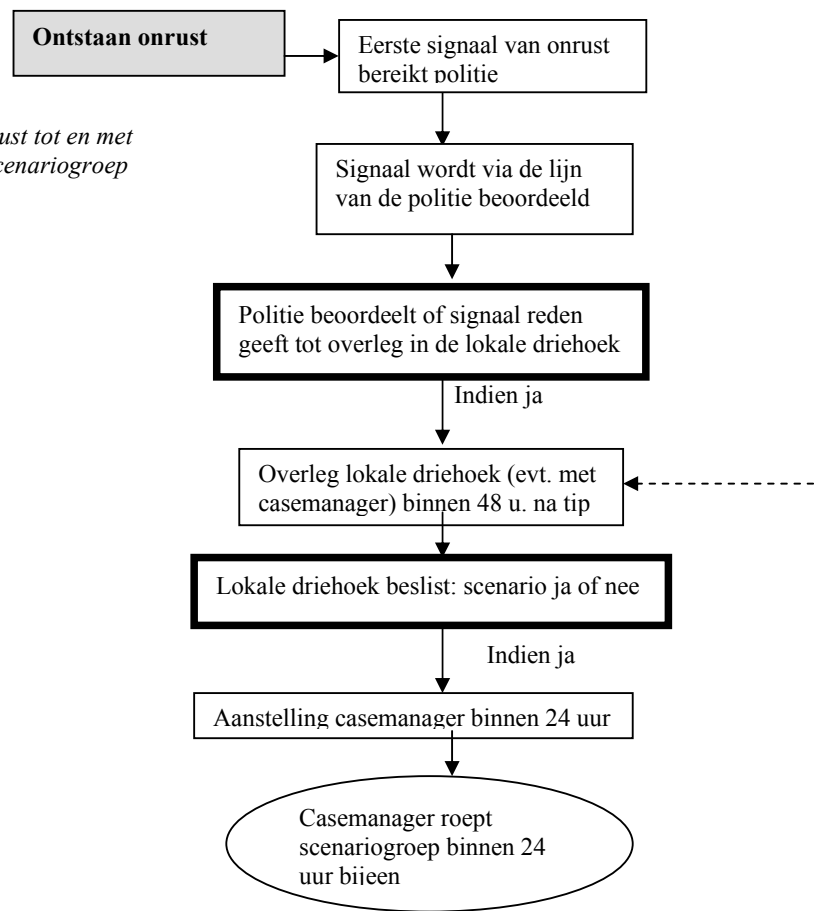 Ontstaan onrust
Eerste signaal van onrust
bereikt politie
ust tot en met
cenariogroep
Signaal wordt via de lijn
van de politie beoordeeld
Politie beoordeelt of signaal reden
geeft tot overleg in de lokale driehoek
Indien ja
Overleg lokale driehoek (evt. met
casemanager) binnen 48 u. na tip
Lokale driehoek beslist: scenario ja of nee
Indien ja
Aanstelling casemanager binnen 24 uur
Casemanager roept
scenariogroep binnen 24
uur bijeen